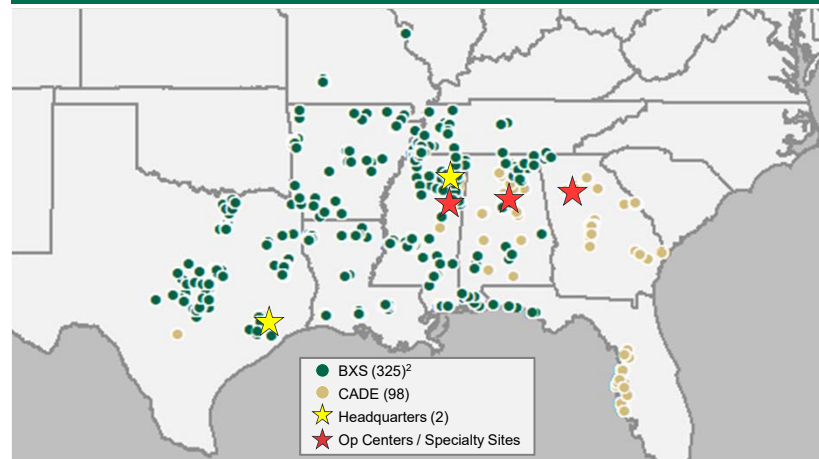 BXS (325)²
CADE (98)
Headquarters (2)
Op Centers / Specialty Sites